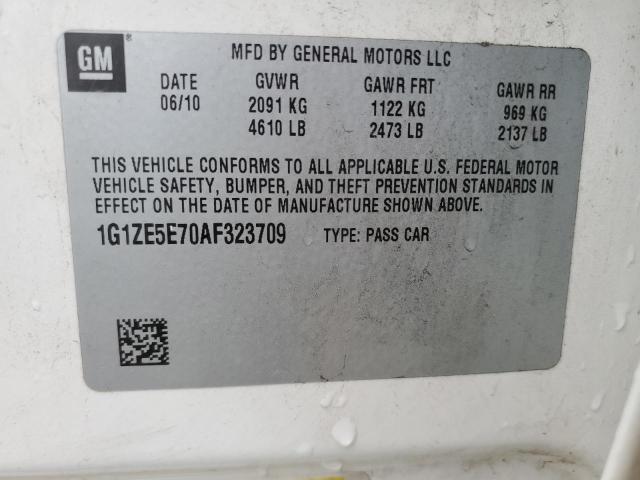 GM
MFD BY GENERAL MOTORS LLC
DATE GVWR GAWR FRT GAWR RR
06/10 2091 KG 1122 KG 969 KG
4610 LB 2473 LB 2137 LB
THIS VEHICLE CONFORMS TO ALL APPLICABLE U.S. FEDERAL MOTOR
VEHICLE SAFETY, BUMPER, AND THEFT PREVENTION STANDARDS IN
EFFECT ON THE DATE OF MANUFACTURE SHOWN ABOVE.
1G1ZE5E70AF323709 TYPE: PASS CAR